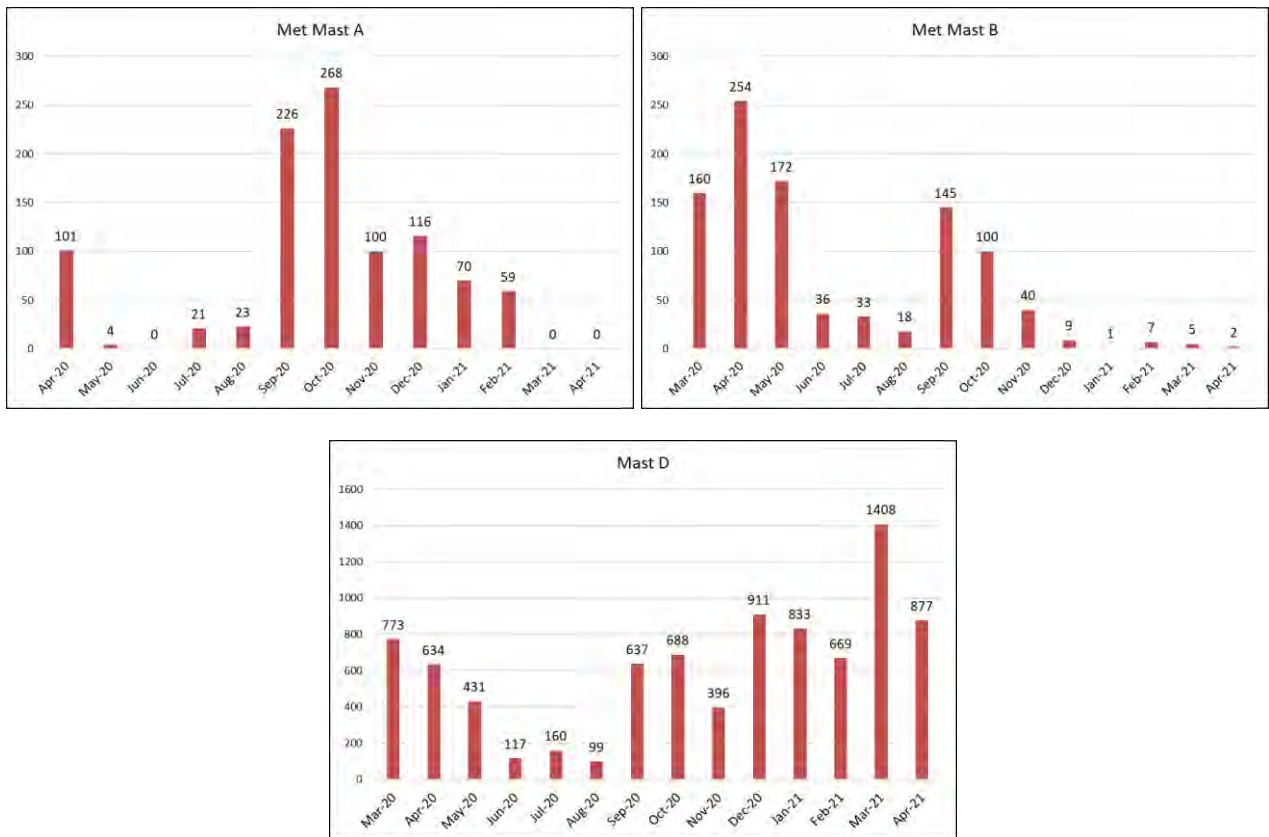 Met Mast A
300
250
200
150
100
50
0
101
4
0
21
23
226
268
100
116
70
59
0
0
Apr-20
May-20
Jun-20
Jul-20
Aug-20
Sep-20
Oct-20
Nov-20
Dec-20
Jan-21
Feb-21
Mar-21
Apr-21
Met Mast B
300
250
200
150
100
50
0
160
254
172
36
33
18
145
100
40
9
1
7
5
2
Mar-20
Apr-20
May-20
Jun-20
Jul-20
Aug-20
Sep-20
Oct-20
Nov-20
Dec-20
Jan-21
Feb-21
Mar-21
Apr-21
Mast D
1600
1400
1200
1000
800
600
400
200
0
773
634
431
117
160
99
637
688
396
911
833
669
1408
877
Mar-20
Apr-20
May-20
Jun-20
Jul-20
Aug-20
Sep-20
Oct-20
Nov-20
Dec-20
Jan-21
Feb-21
Mar-21
Apr-21